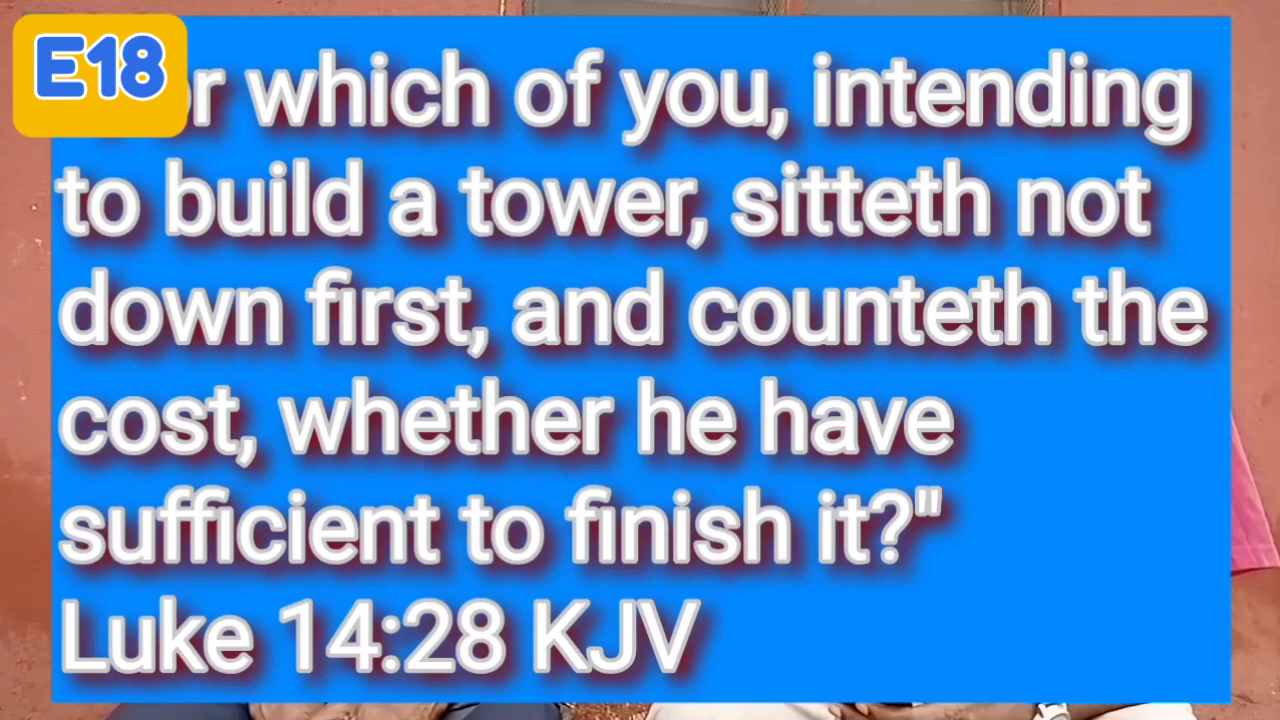 E18
or which of you, intending
to build a tower, sitteth not
down first, and counteth the
cost, whether he have
sufficient to finish it?"
Luke 14:28 KJV